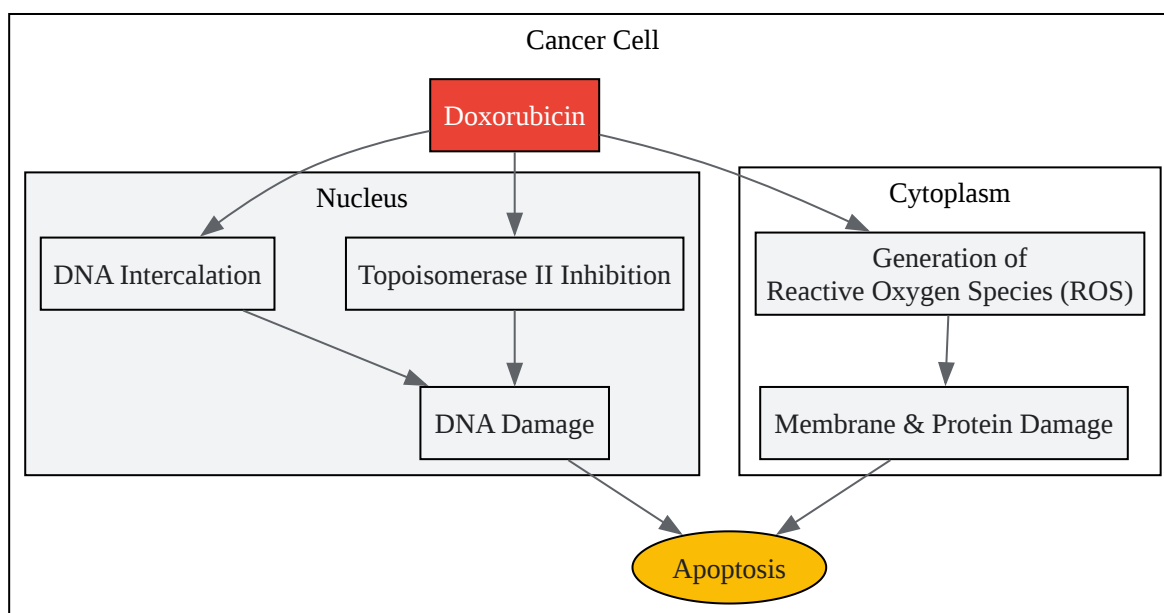 Cancer Cell
Doxorubicin
Nucleus
Cytoplasm
DNA Intercalation
Topoisomerase II Inhibition
Generation of
Reactive Oxygen Species (ROS)
DNA Damage
Membrane & Protein Damage
Apoptosis